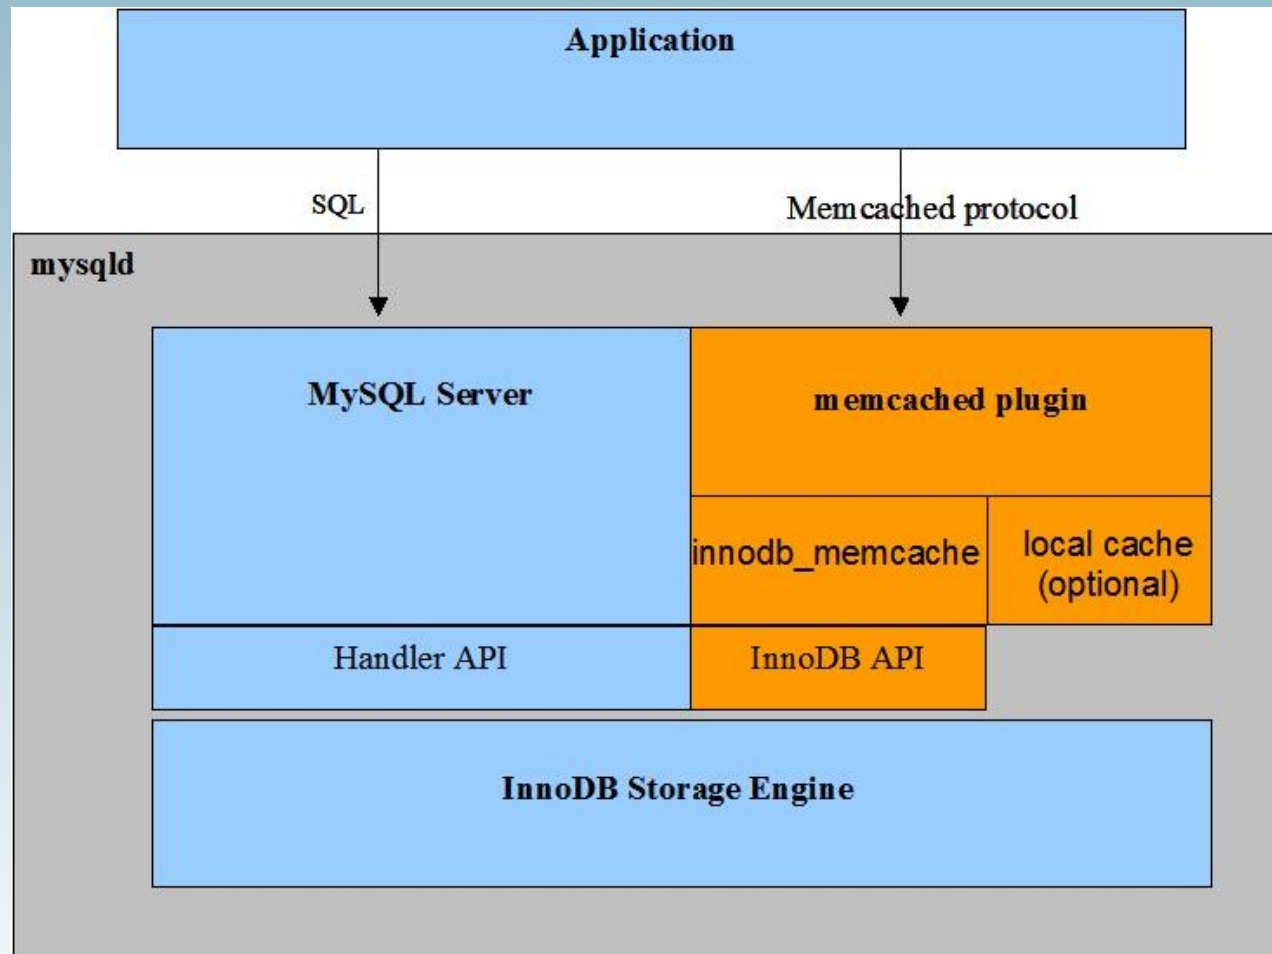 Application
SQL
Memcached protocol
mysqld
MySQL Server
memcached plugin
innodb_memcache
local cache
(optional)
Handler API
InnoDB API
InnoDB Storage Engine